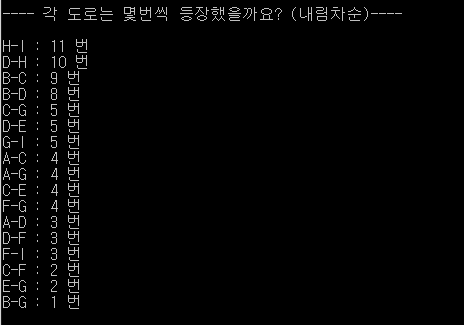 ---- 각 도로는 몇번씩 등장했을까요? (내림차순)----
H-I : 11 번
D-H : 10 번
B-C : 9 번
B-D : 8 번
C-G : 5 번
D-E : 5 번
G-I : 5 번
A-C : 4 번
A-G : 4 번
C-E : 4 번
F-G : 4 번
A-D : 3 번
D-F : 3 번
F-I : 3 번
C-F : 2 번
E-G : 2 번
B-G : 1 번